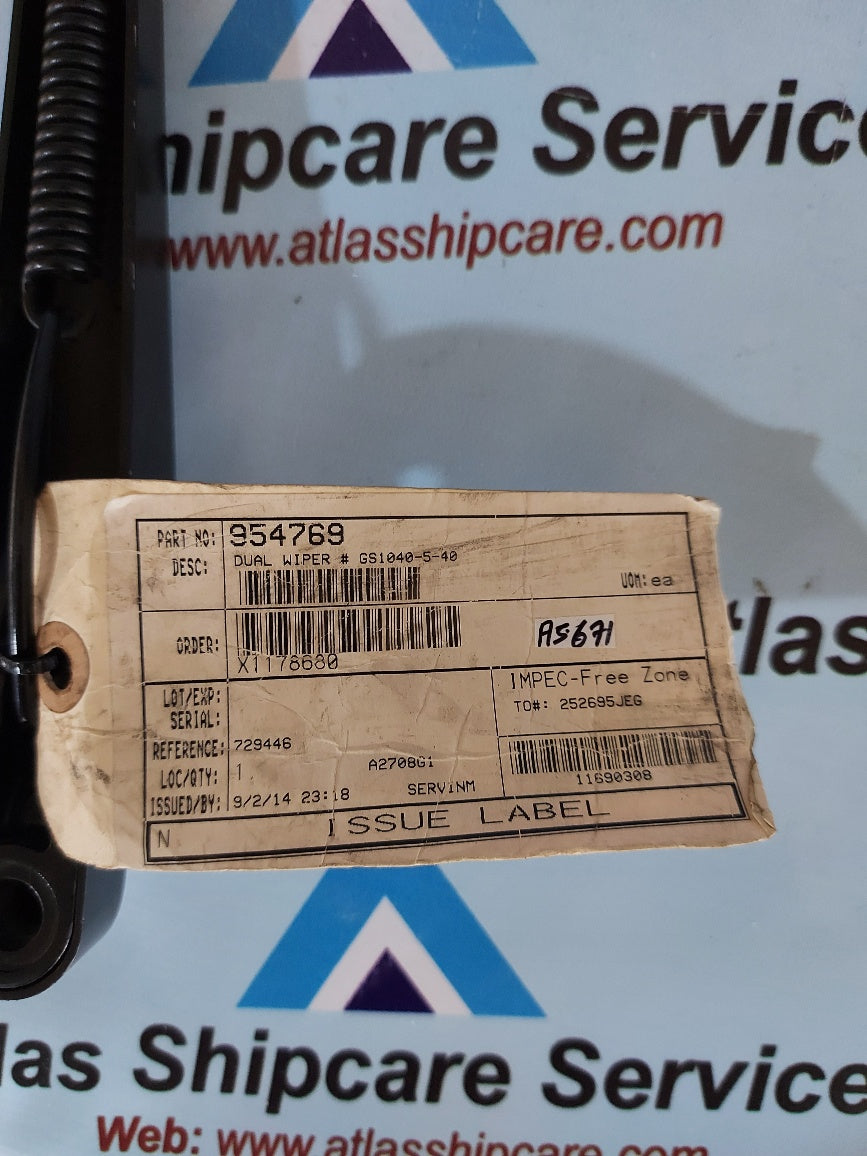 hipcare Service
www.atlasshipcare.com
PART NO: 954769
DESC: DUAL WIPER # GS1040-5-40
UOM: ea
ORDER: X1178680
AS671
LOT/EXP:
SERIAL:
IMPEC-Free Zone
TO#: 252695JEG
REFERENCE: 729446
LOC/QTY: 1 A2708G1
11690308
ISSUED/BY: 9/2/14 23:18 SERVINM
N ISSUE LABEL
tlas
las Shipcare Service
Web: www.atlasshipcare.com